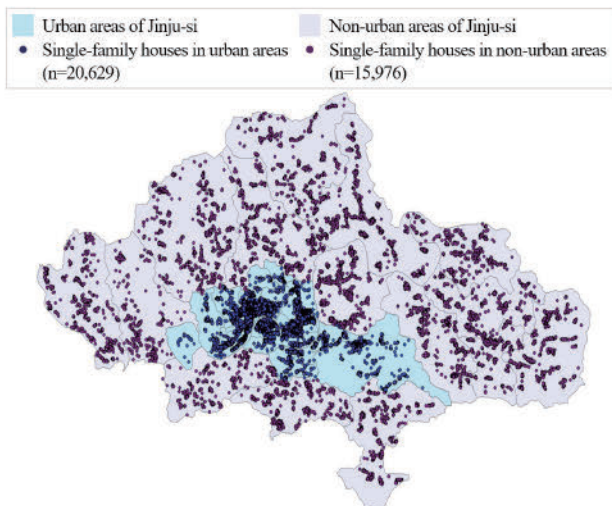 Urban areas of Jinju-si
Single-family houses in urban areas
(n=20,629)
Non-urban areas of Jinju-si
Single-family houses in non-urban areas
(n=15,976)